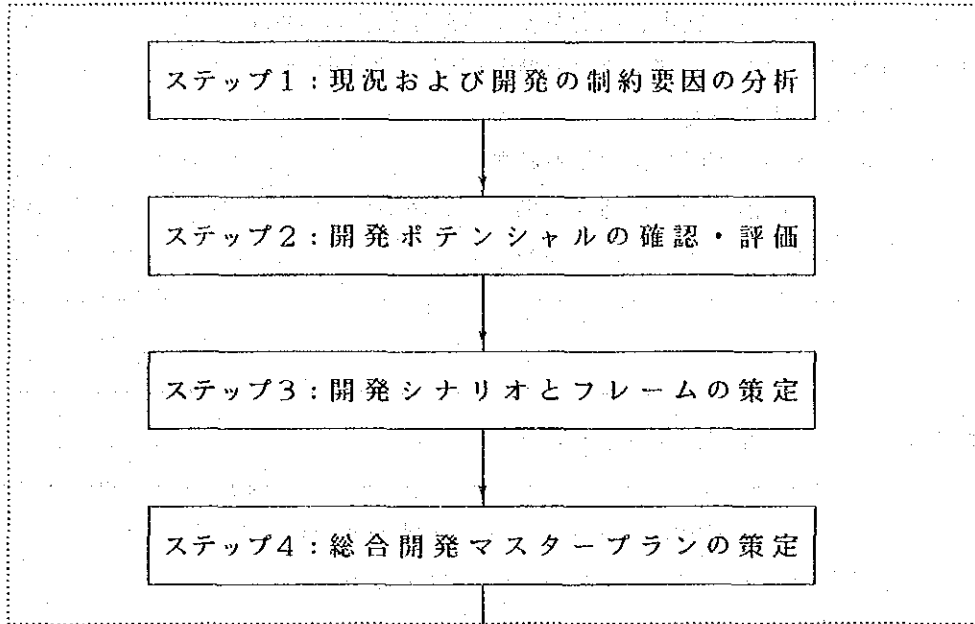 ステップ1：現況および開発の制約要因の分析
ステップ2：開発ポテンシャルの確認・評価
ステップ3：開発シナリオとフレームの策定
ステップ4：総合開発マスタープランの策定